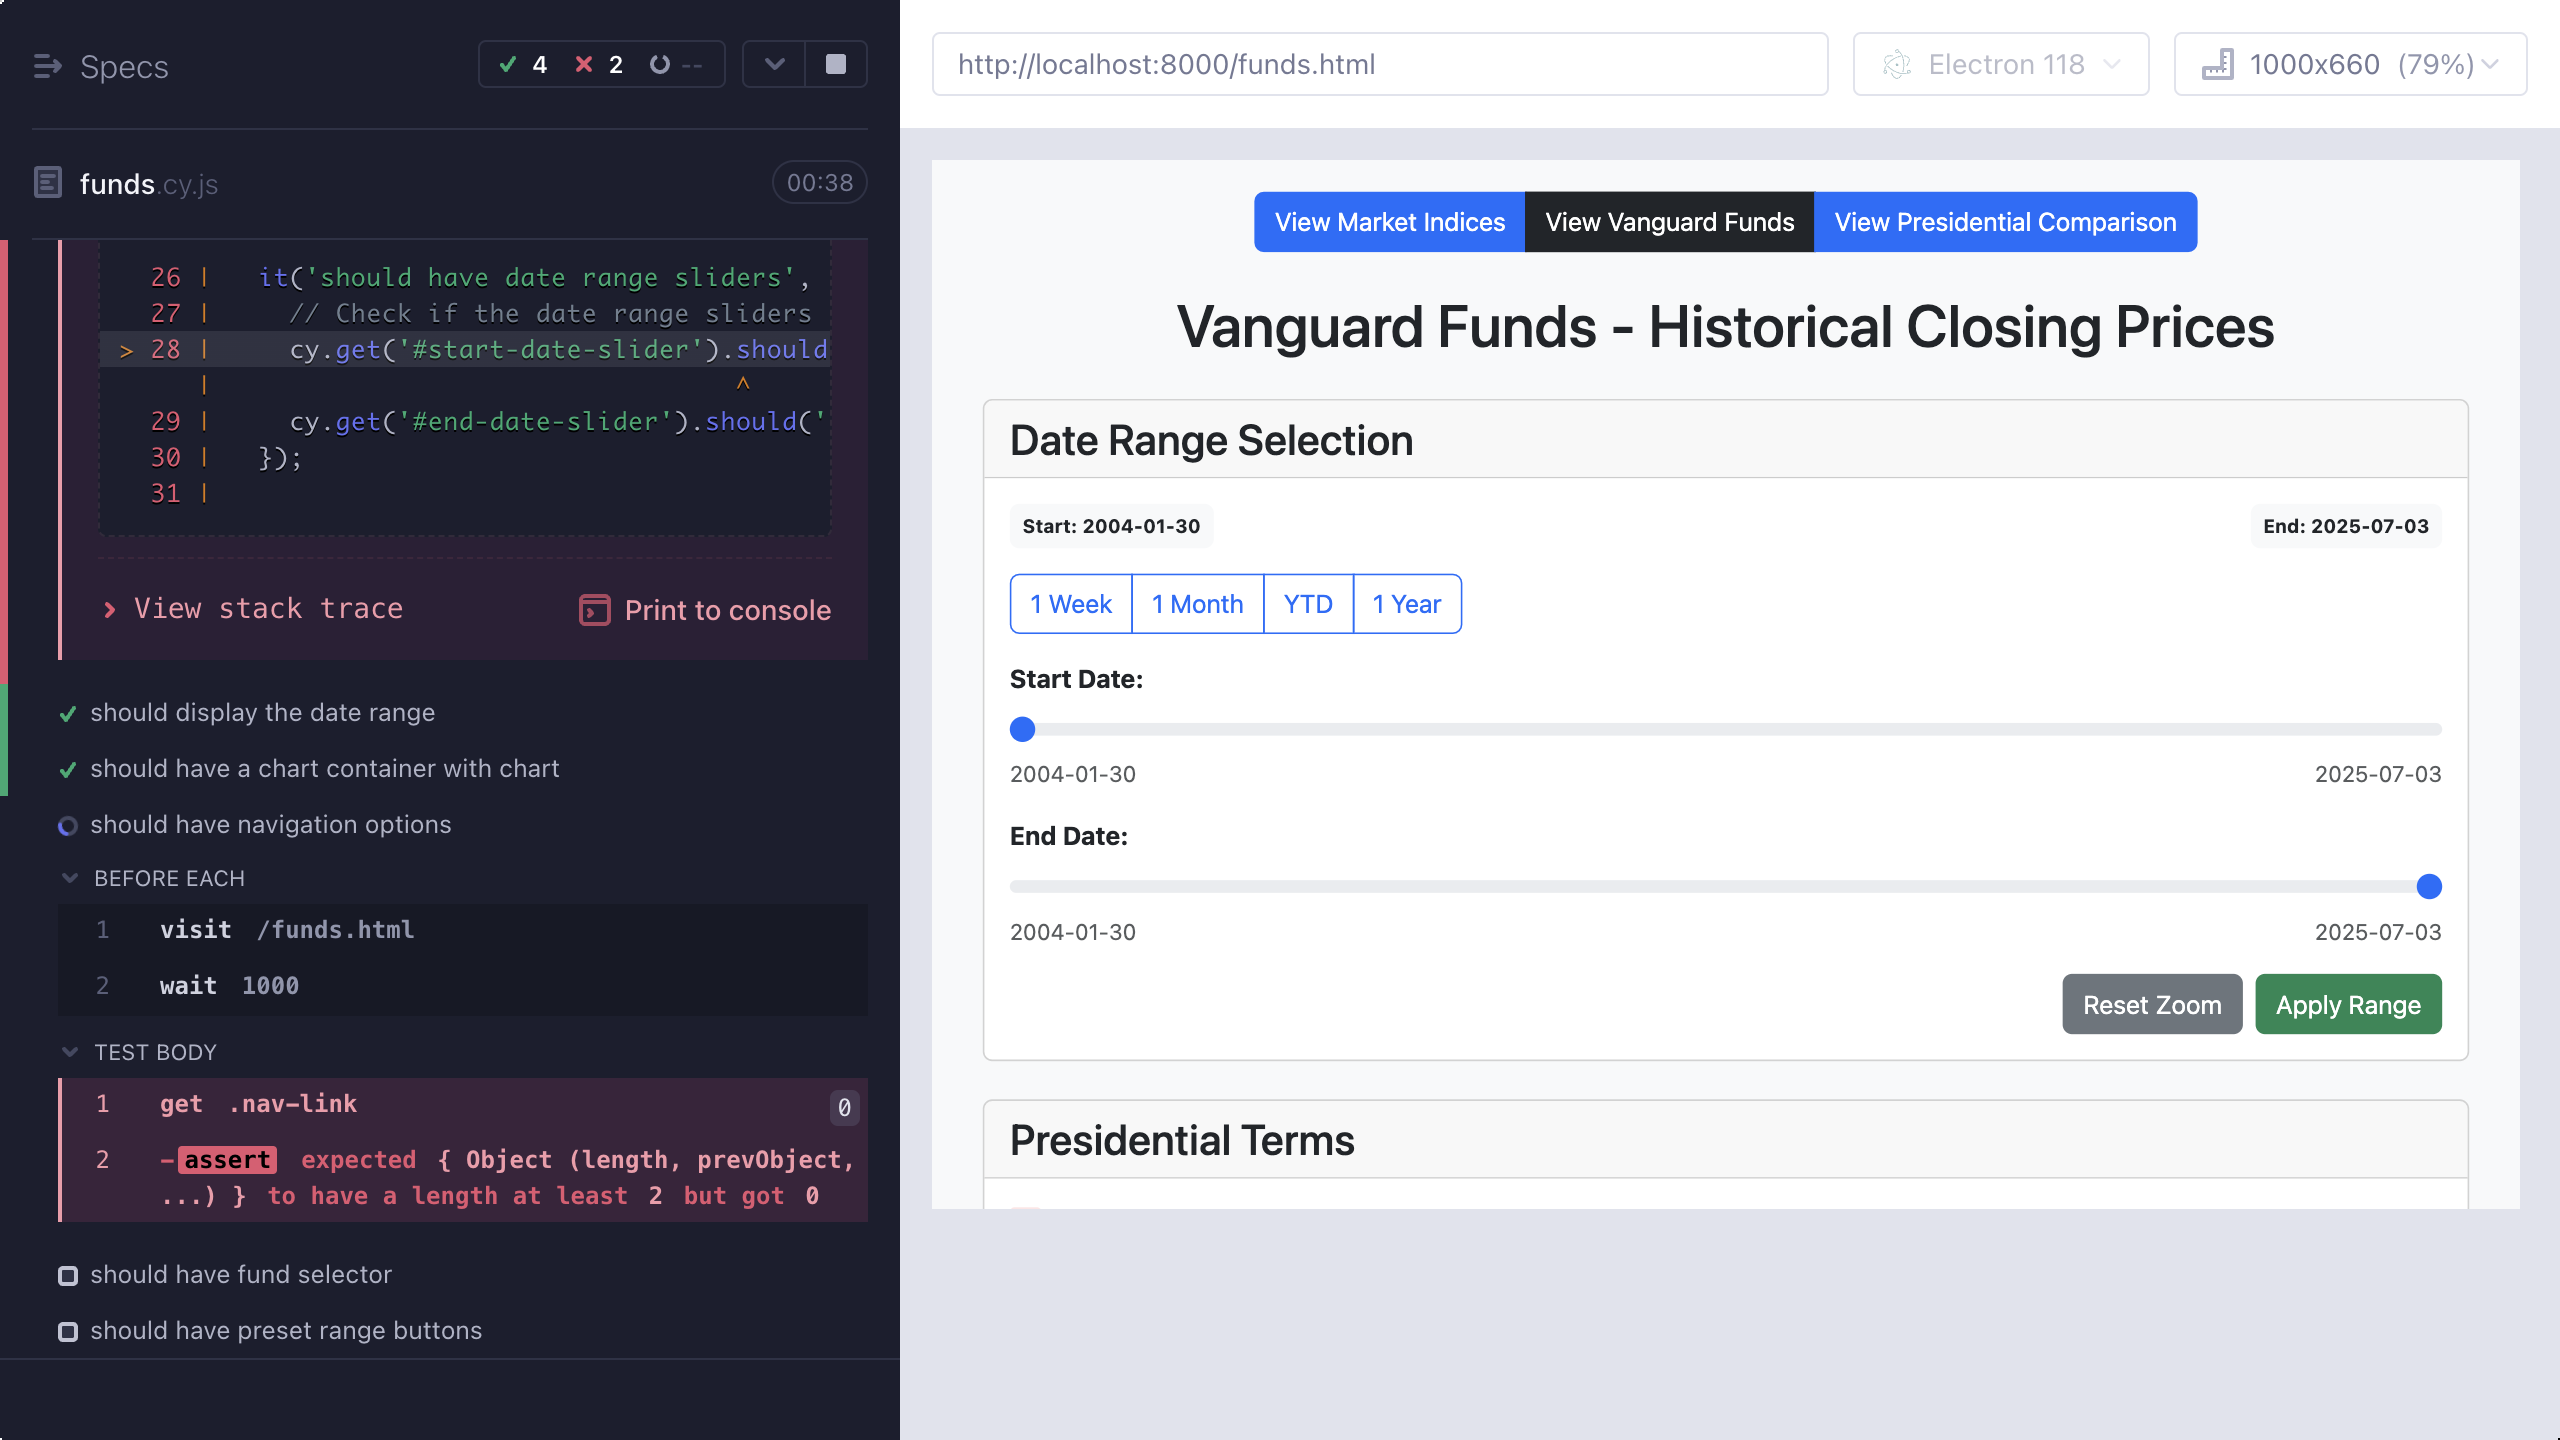 Specs
4 2 --
funds.cy.js
00:38
26 | it('should have date range sliders',
27 | // Check if the date range sliders
> 28 | cy.get('#start-date-slider').should
| ^
29 | cy.get('#end-date-slider').should('
30 | });
31 |
View stack trace
Print to console
should display the date range
should have a chart container with chart
should have navigation options
BEFORE EACH
1 visit /funds.html
2 wait 1000
TEST BODY
1 get .nav-link 0
2 -assert expected { Object (length, prevObject,
...) } to have a length at least 2 but got 0
should have fund selector
should have preset range buttons
http://localhost:8000/funds.html
Electron 118
1000x660 (79%)
View Market Indices
View Vanguard Funds
View Presidential Comparison
Vanguard Funds - Historical Closing Prices
Date Range Selection
Start: 2004-01-30
End: 2025-07-03
1 Week
1 Month
YTD
1 Year
Start Date:
2004-01-30
2025-07-03
End Date:
2004-01-30
2025-07-03
Reset Zoom
Apply Range
Presidential Terms